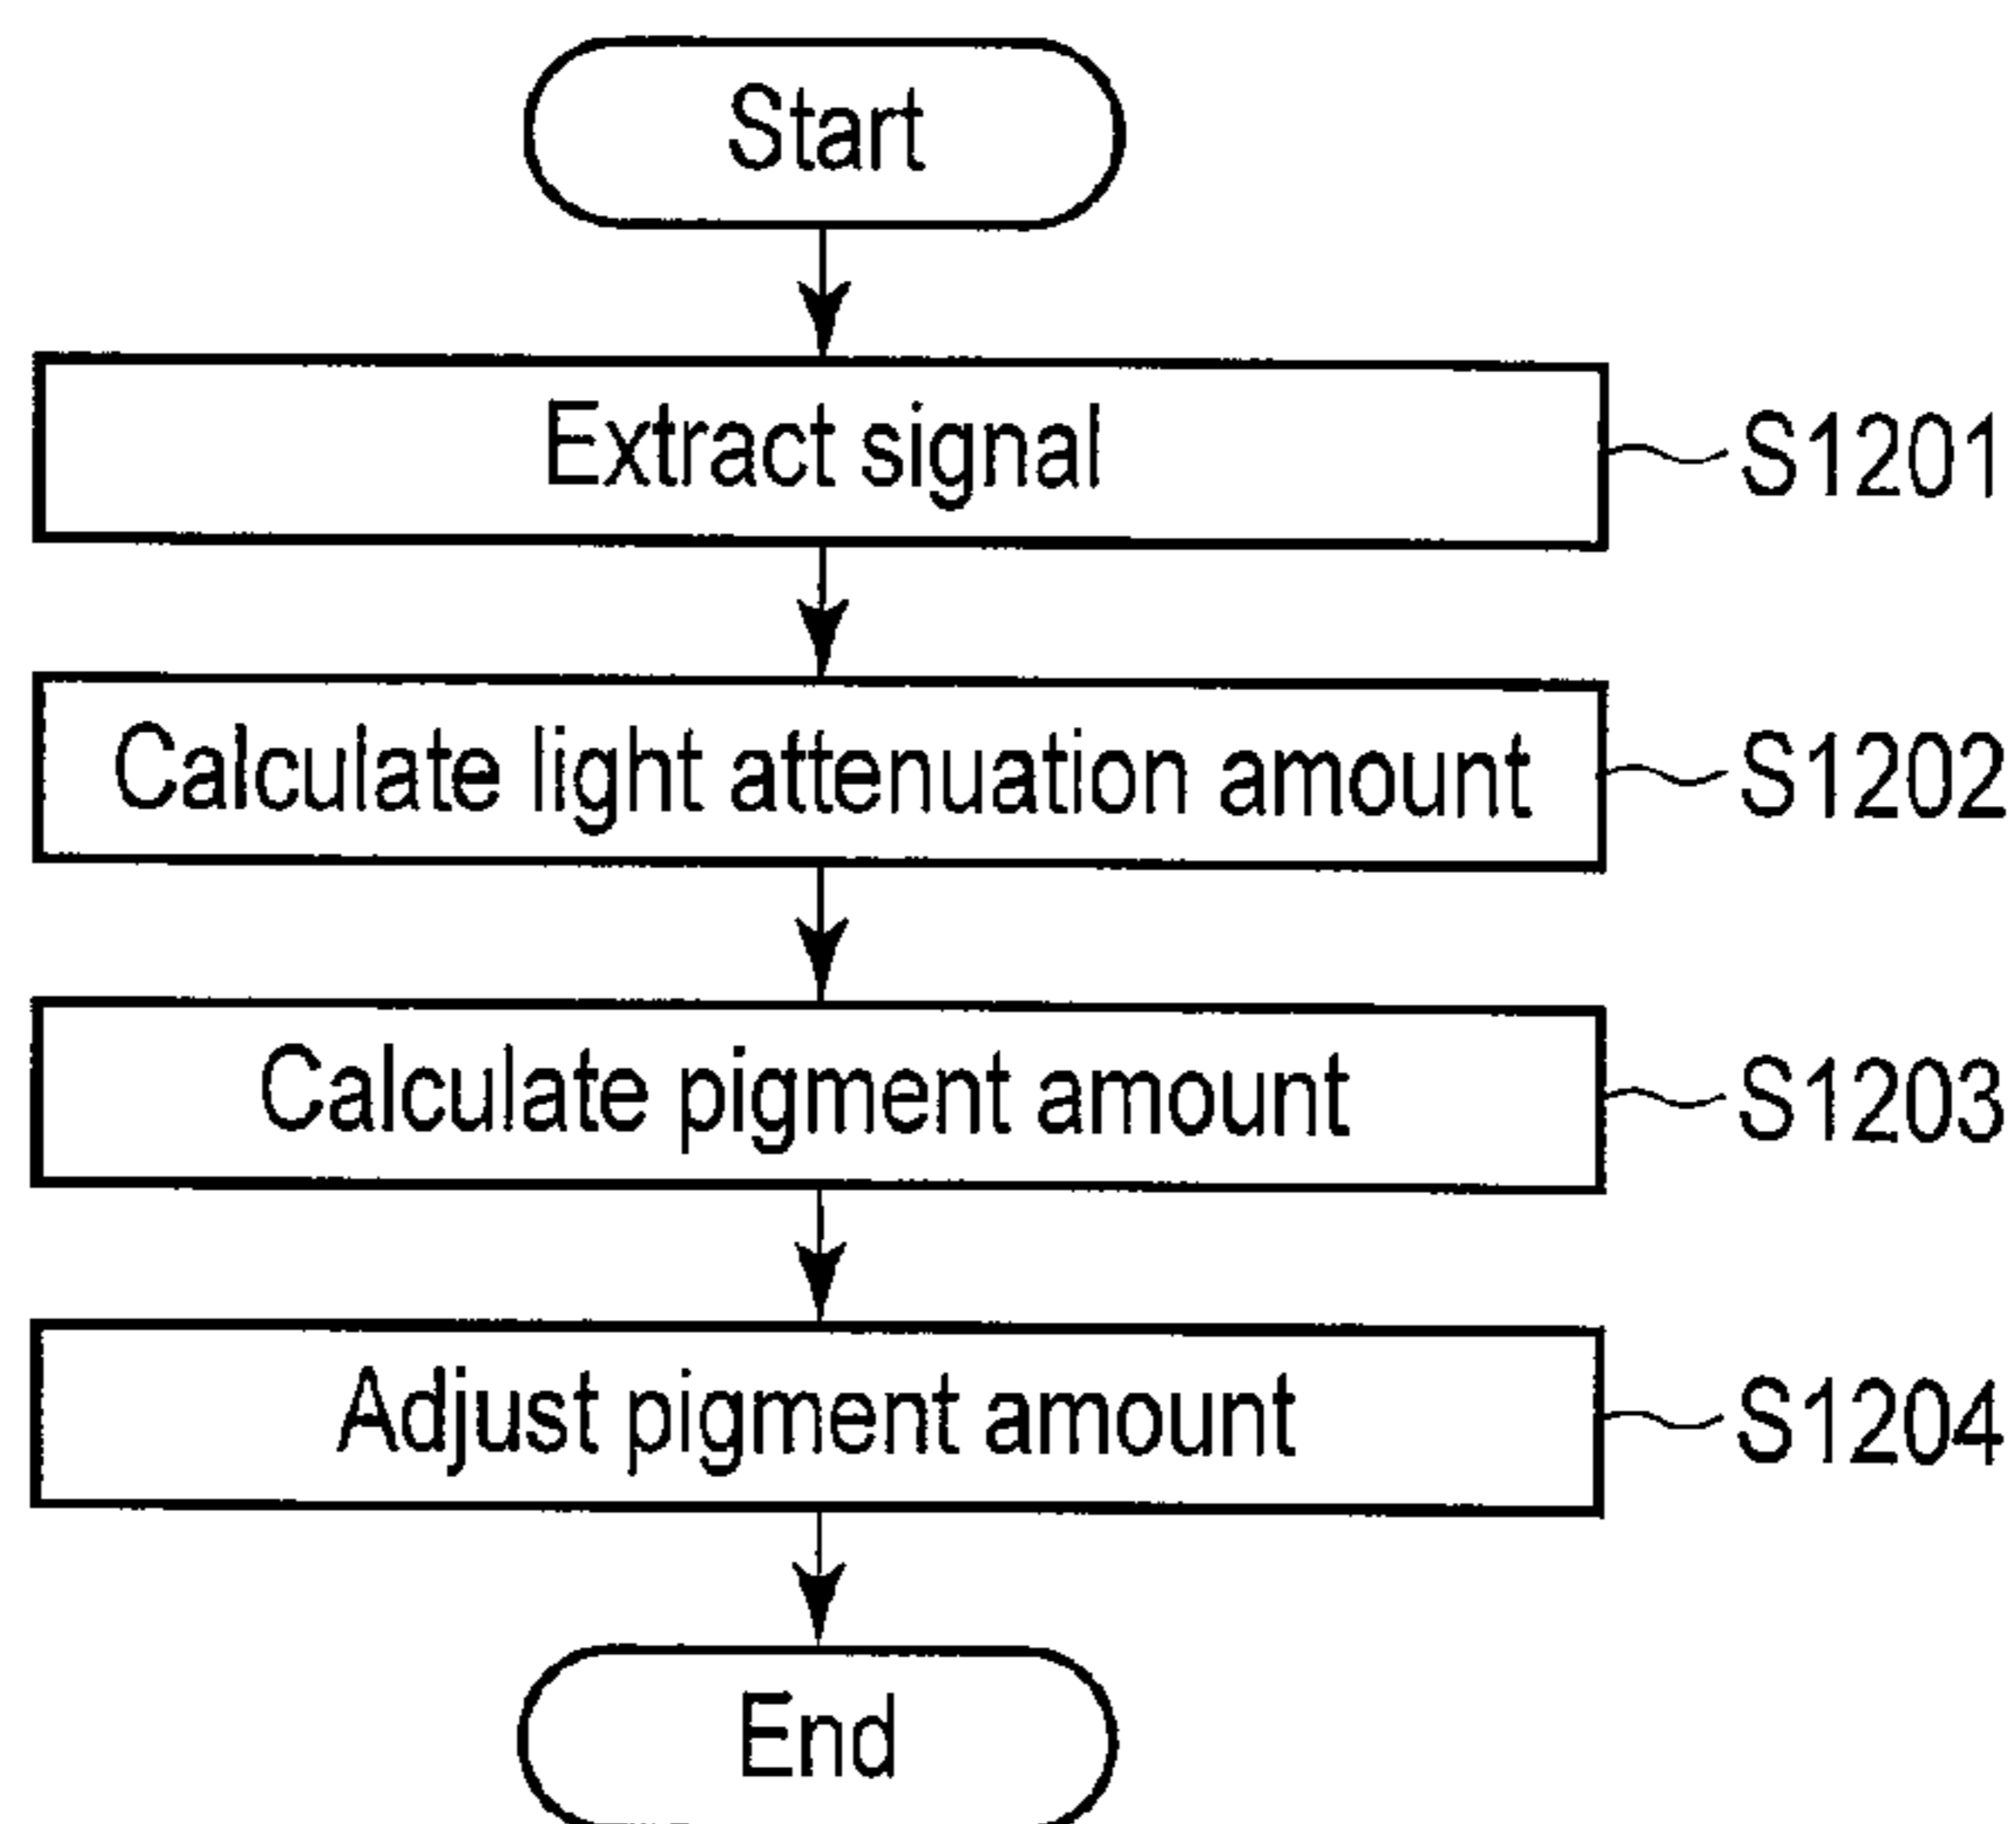 Start
Extract signal
S1201
Calculate light attenuation amount
S1202
Calculate pigment amount
S1203
Adjust pigment amount
S1204
End